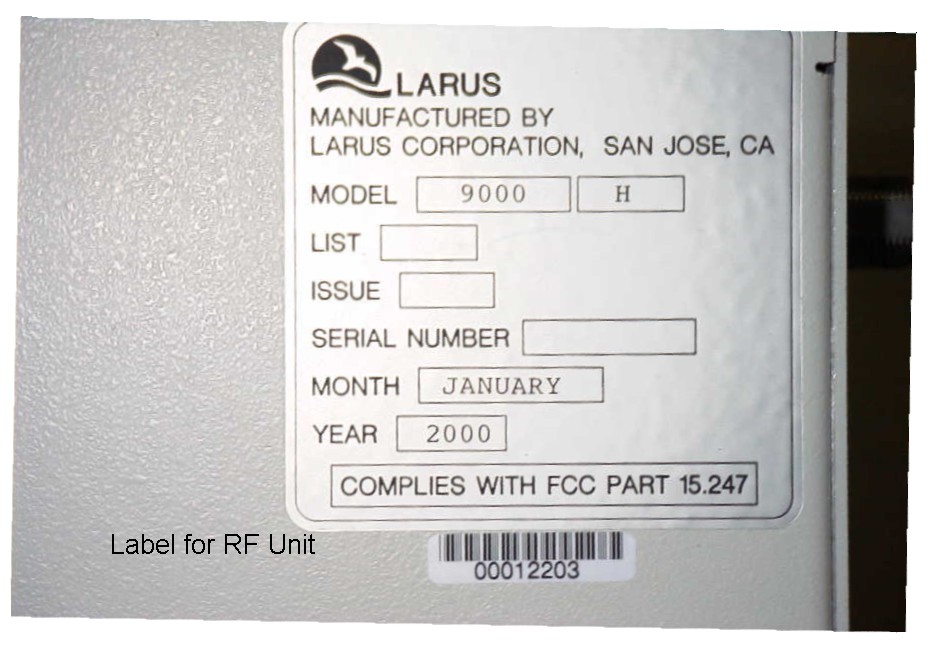 LARUS
MANUFACTURED BY
LARUS CORPORATION, SAN JOSE, CA
MODEL 9000 H
LIST
ISSUE
SERIAL NUMBER
MONTH JANUARY
YEAR 2000
COMPLIES WITH FCC PART 15.247
Label for RF Unit
00012203